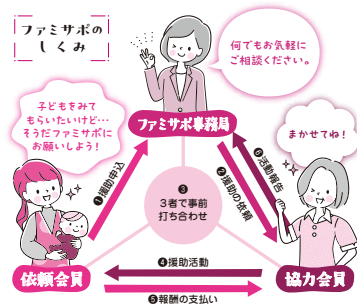 ファミサポの
しくみ
何でもお気軽に
ご相談ください。
子どもをみて
もらいたいけど…
そうだファミサポに
お願いしよう！
ファミサポ事務局
まかせてね！
❶援助申込
❷援助の依頼
❻活動報告
❸
3者で事前
打ち合わせ
❹援助活動
依頼会員
協力会員
❺報酬の支払い